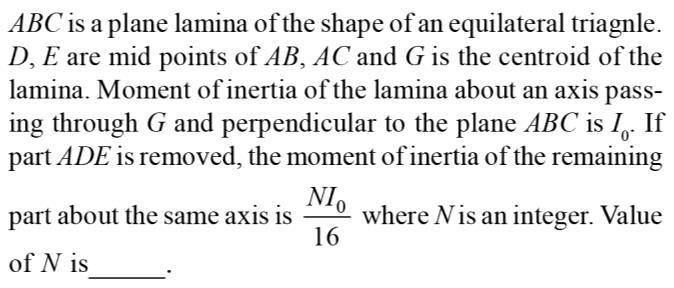 ABC is a plane lamina of the shape of an equilateral triagnle.
D, E are mid points of AB, AC and G is the centroid of the
lamina. Moment of inertia of the lamina about an axis pass-
ing through G and perpendicular to the plane ABC is I₀. If
part ADE is removed, the moment of inertia of the remaining
part about the same axis is NI₀/16 where N is an integer. Value
of N is______.